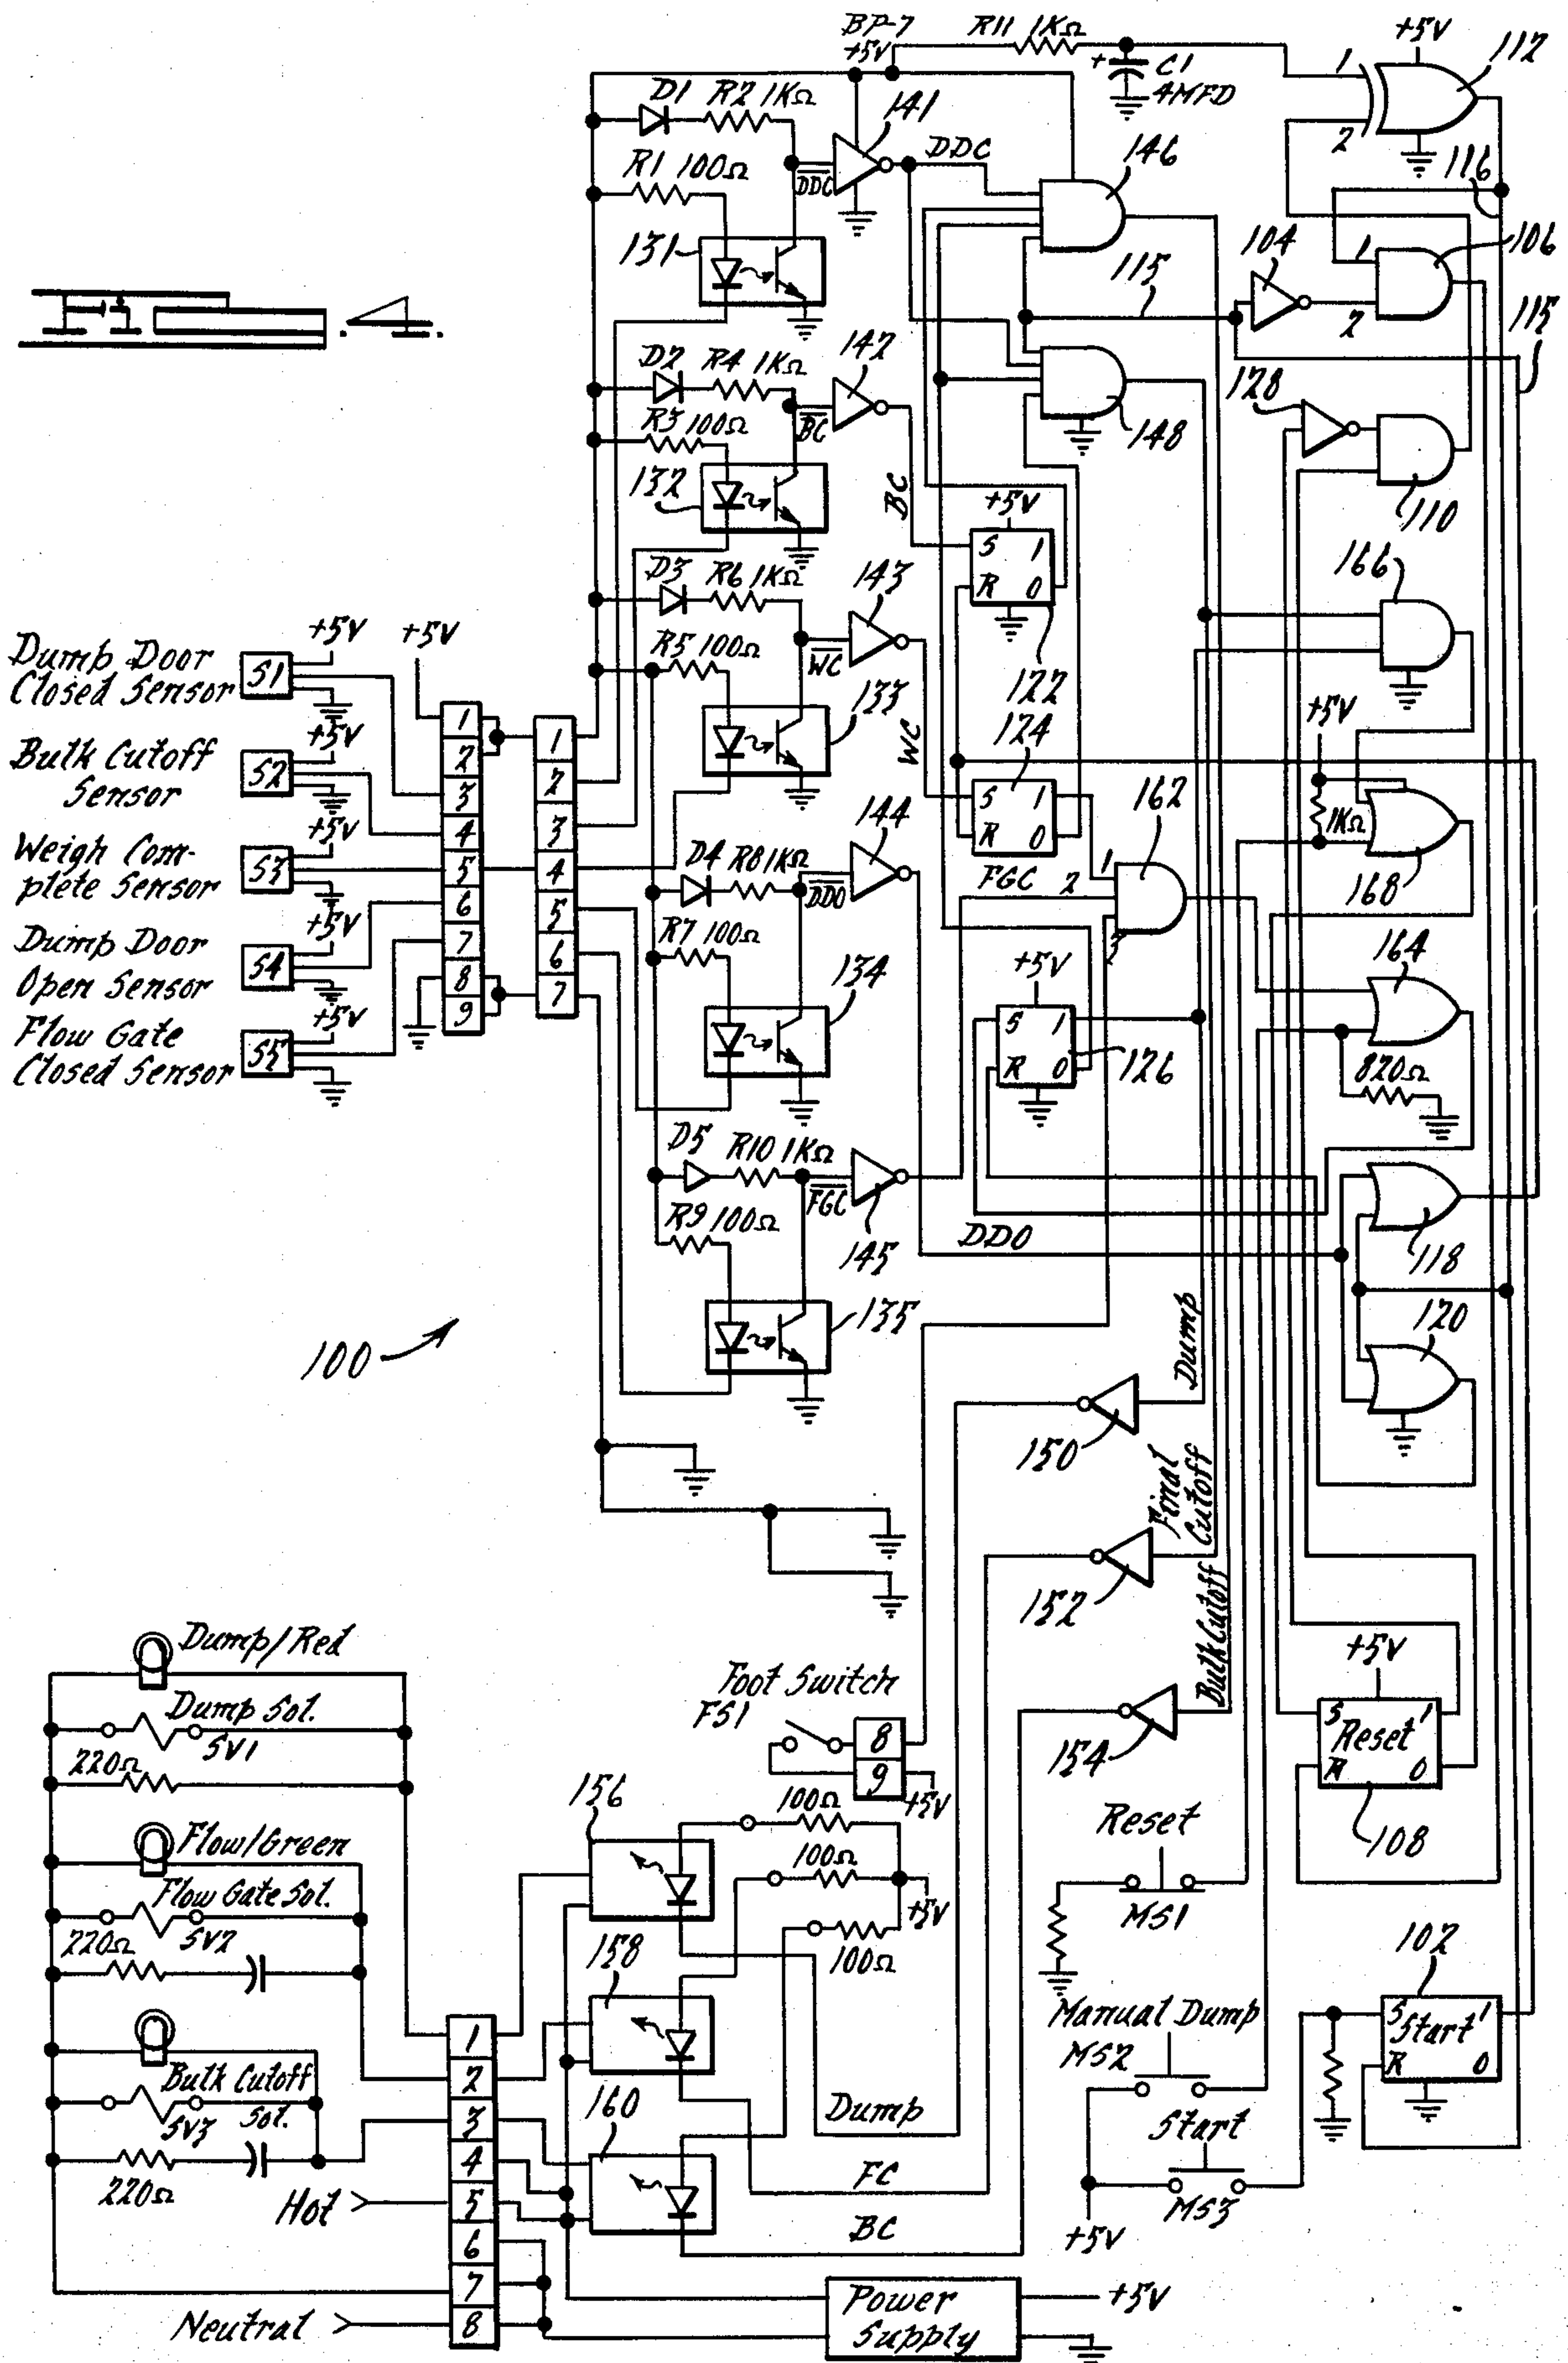 BP-7
+5V
R11 1KΩ
+
C1
4MFD
+5V
1
2
112
D1 R2 1KΩ
141
DDC
DDC
R1 100Ω
131
146
116
104
1
2
106
115
115
Fig. 4.
D2 R4 1KΩ
142
BC
R3 100Ω
132
BC
148
128
110
+5V
S 1
R 0
122
D3 R6 1KΩ
143
WC
R5 100Ω
133
WC
166
Dump Door
Closed Sensor
S1
+5V
+5V
Bulk Cutoff
Sensor
S2
+5V
Weigh Com-
plete Sensor
S3
+5V
Dump Door
Open Sensor
S4
+5V
Flow Gate
Closed Sensor
S5
+5V
1
2
3
4
5
6
7
8
9
1
2
3
4
5
6
7
124
S 1
R 0
FGC
162
1
2
3
+5V
1KΩ
168
D4 R8 1KΩ
144
DDO
R7 100Ω
134
+5V
S 1
R 0
126
164
820Ω
D5 R10 1KΩ
FGC
145
R9 100Ω
135
DDO
118
120
100
Dump
150
Final
Cutoff
152
Bulk Cutoff
154
Dump/Red
Dump Sol.
SV1
220Ω
Flow/Green
Flow Gate Sol.
SV2
220Ω
Bulk Cutoff
Sol.
SV3
220Ω
Hot
Neutral
1
2
3
4
5
6
7
8
Foot Switch
FS1
8
9
+5V
156
100Ω
100Ω
100Ω
+5V
158
160
Dump
FC
BC
Power
Supply
+5V
+5V
S 1
Reset
R 0
108
Reset
MS1
Manual Dump
MS2
Start
MS3
+5V
102
S 1
Start
R 0